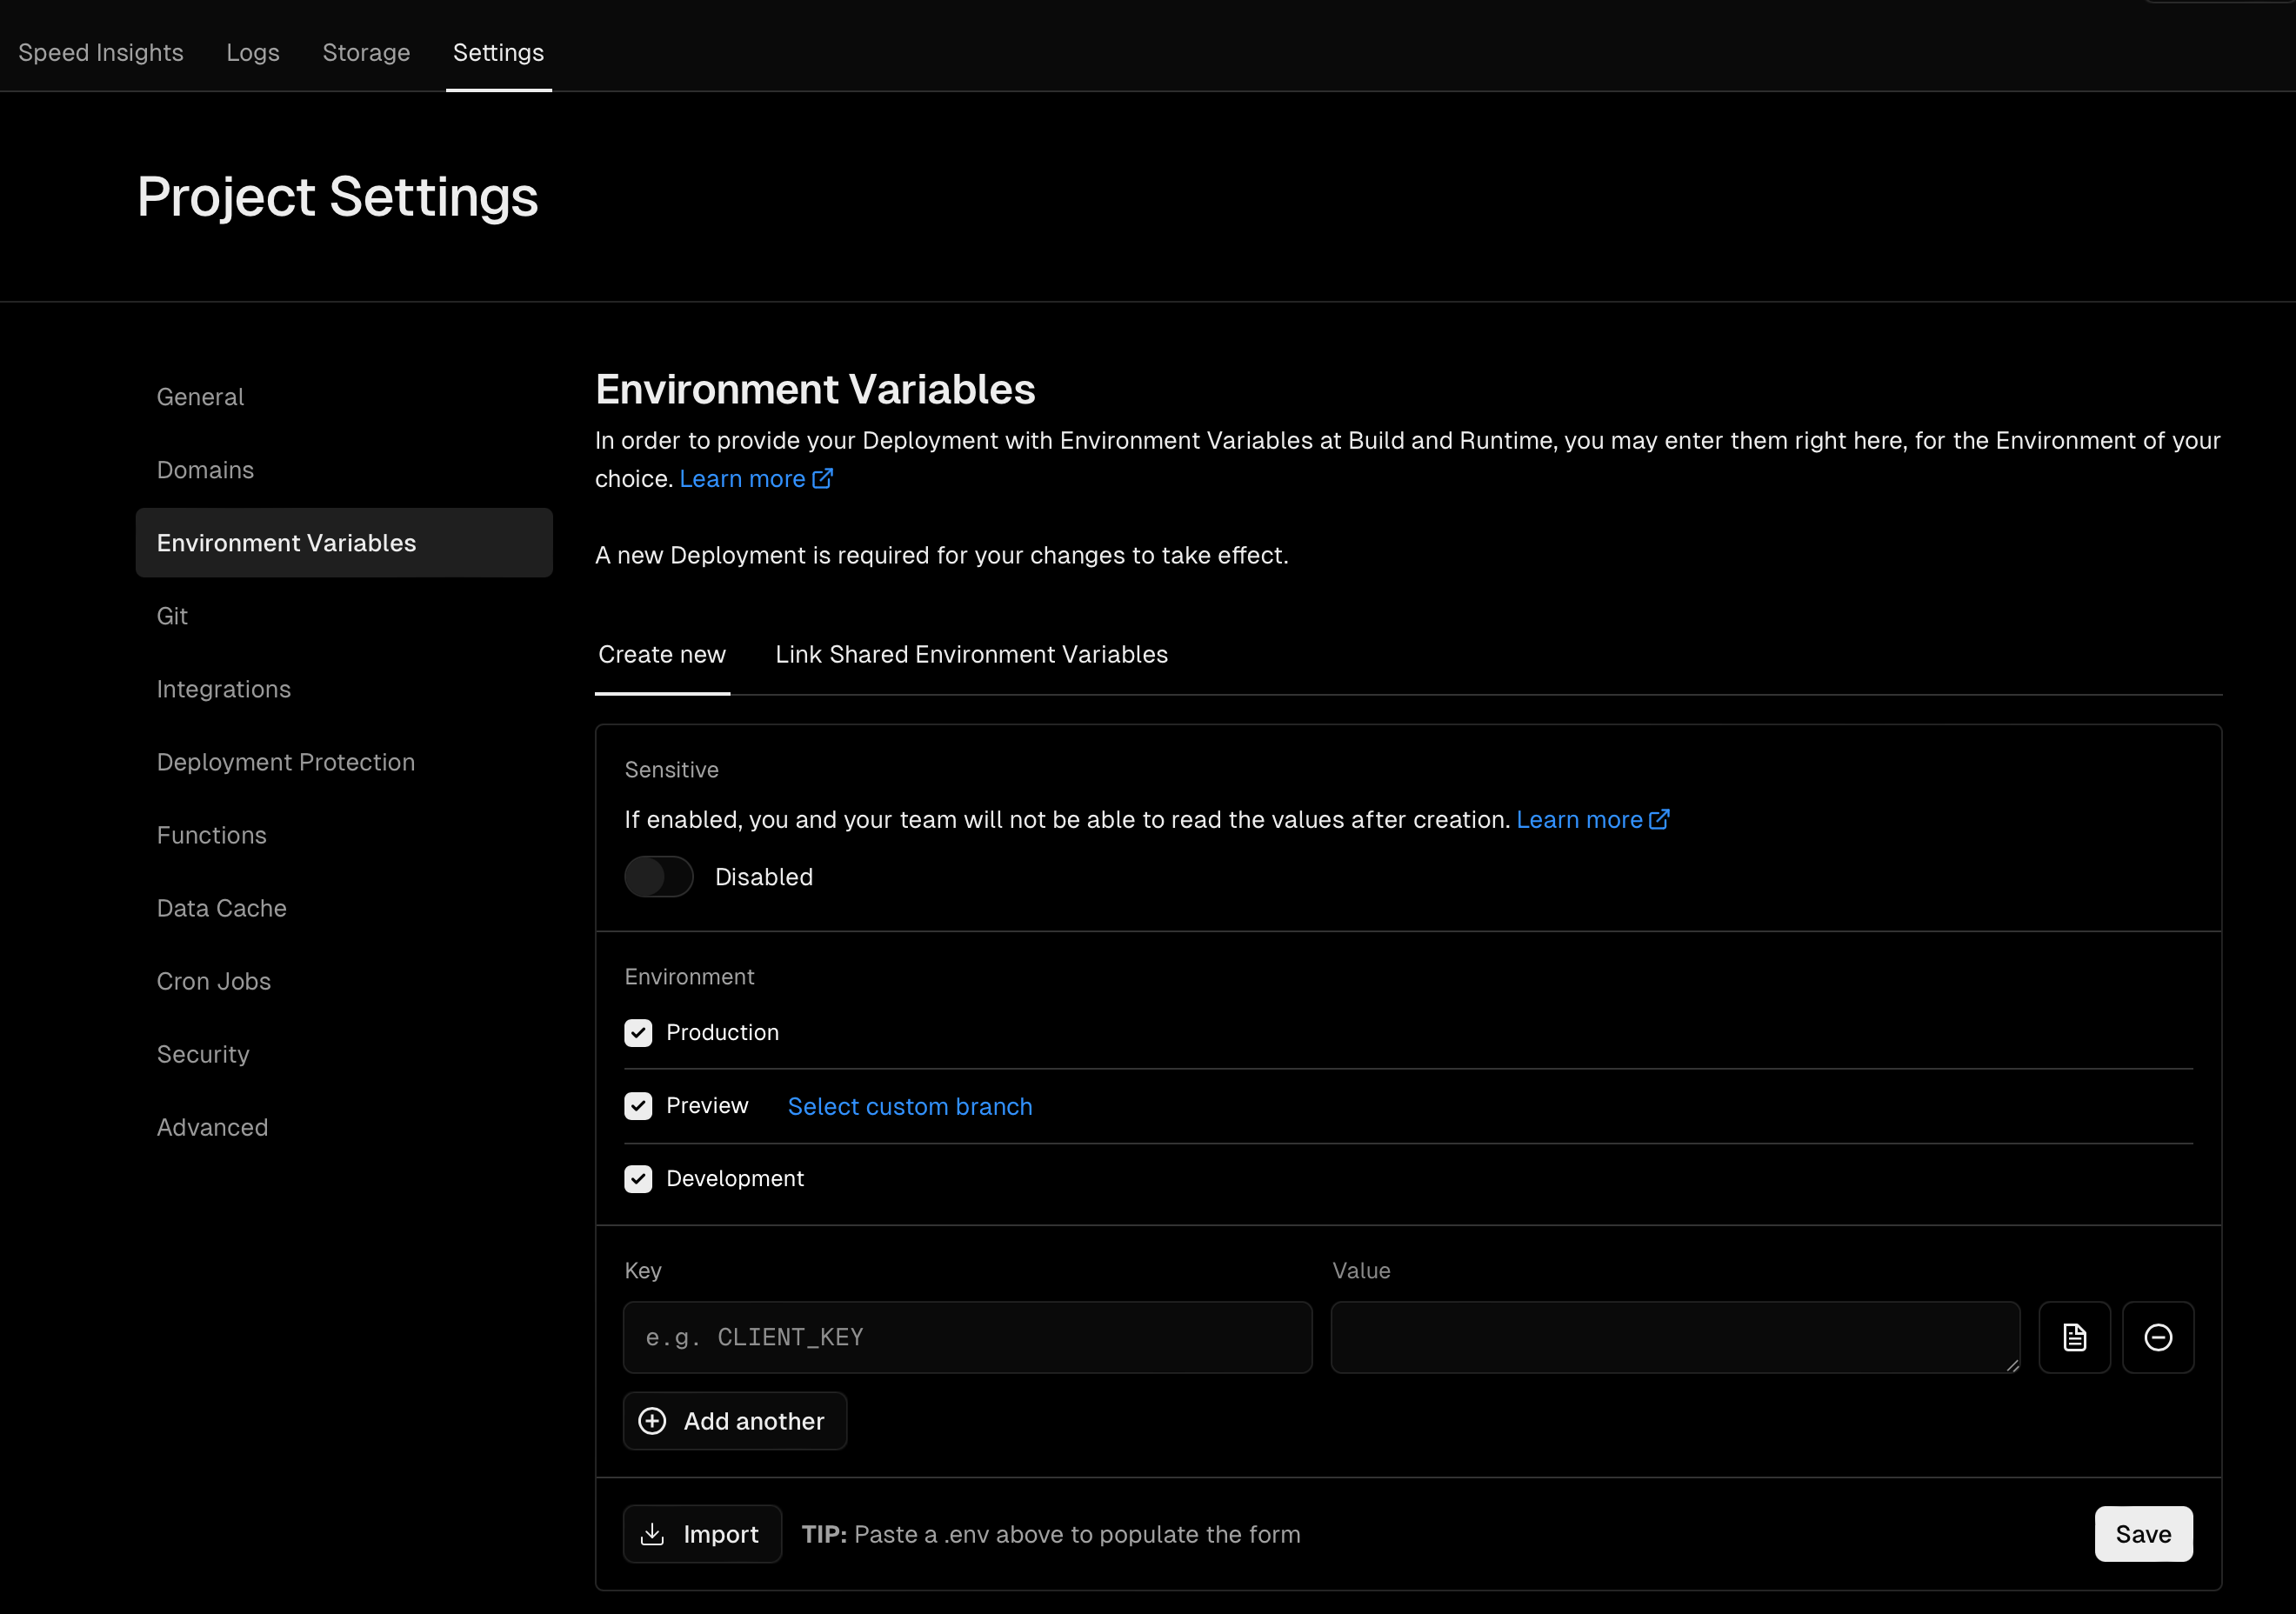 Speed Insights Logs Storage Settings
Project Settings
General
Domains
Environment Variables
Git
Integrations
Deployment Protection
Functions
Data Cache
Cron Jobs
Security
Advanced
Environment Variables
In order to provide your Deployment with Environment Variables at Build and Runtime, you may enter them right here, for the Environment of your
choice. Learn more
A new Deployment is required for your changes to take effect.
Create new Link Shared Environment Variables
Sensitive
If enabled, you and your team will not be able to read the values after creation. Learn more
Disabled
Environment
Production
Preview Select custom branch
Development
Key Value
e.g. CLIENT_KEY
Add another
Import TIP: Paste a .env above to populate the form Save